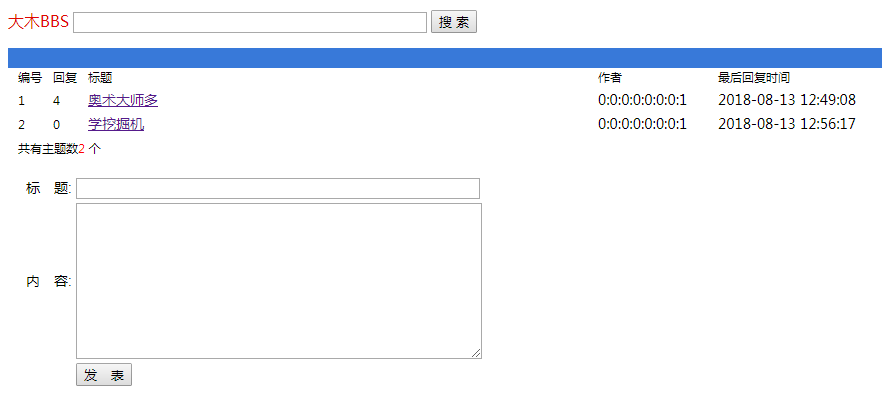 大木BBS 搜 索
编号 回复 标题 作者 最后回复时间
1 4 奥术大师多 0:0:0:0:0:0:0:1 2018-08-13 12:49:08
2 0 学挖掘机 0:0:0:0:0:0:0:1 2018-08-13 12:56:17
共有主题数2 个
标 题:
内 容:
发 表